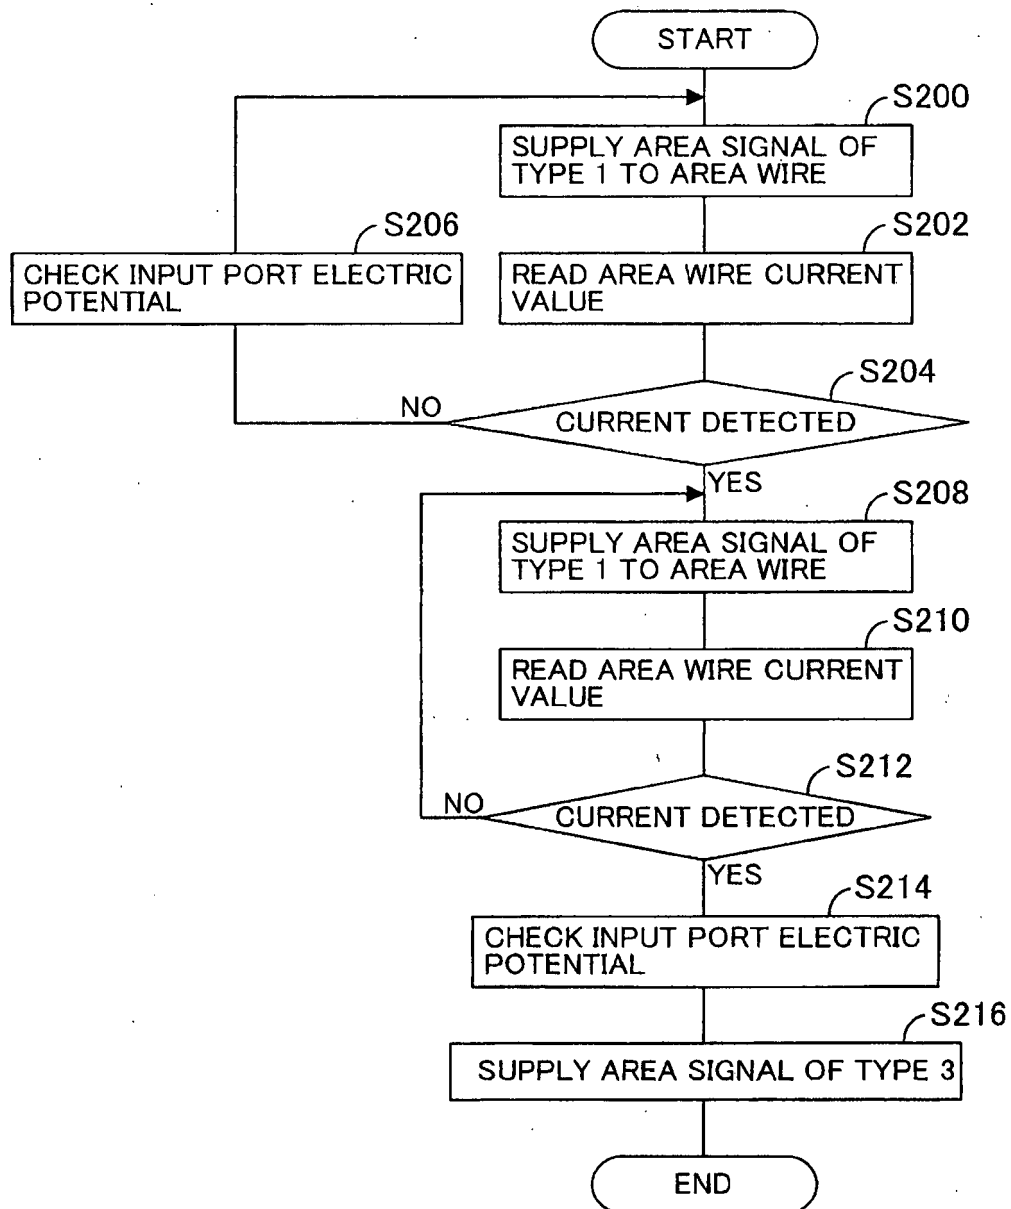 START
S200
SUPPLY AREA SIGNAL OF
TYPE 1 TO AREA WIRE
S206
CHECK INPUT PORT ELECTRIC
POTENTIAL
S202
READ AREA WIRE CURRENT
VALUE
S204
NO
CURRENT DETECTED
YES
S208
SUPPLY AREA SIGNAL OF
TYPE 1 TO AREA WIRE
S210
READ AREA WIRE CURRENT
VALUE
S212
NO
CURRENT DETECTED
YES
S214
CHECK INPUT PORT ELECTRIC
POTENTIAL
S216
SUPPLY AREA SIGNAL OF TYPE 3
END